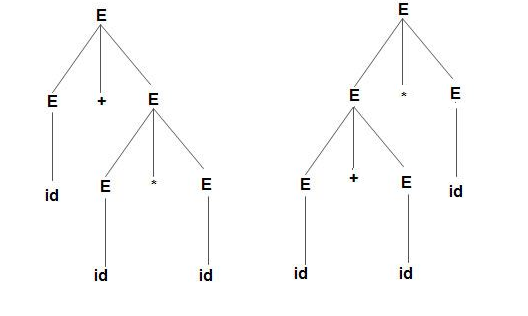 E
E + E
id E * E
id id
E
E * E
E + E id
id id